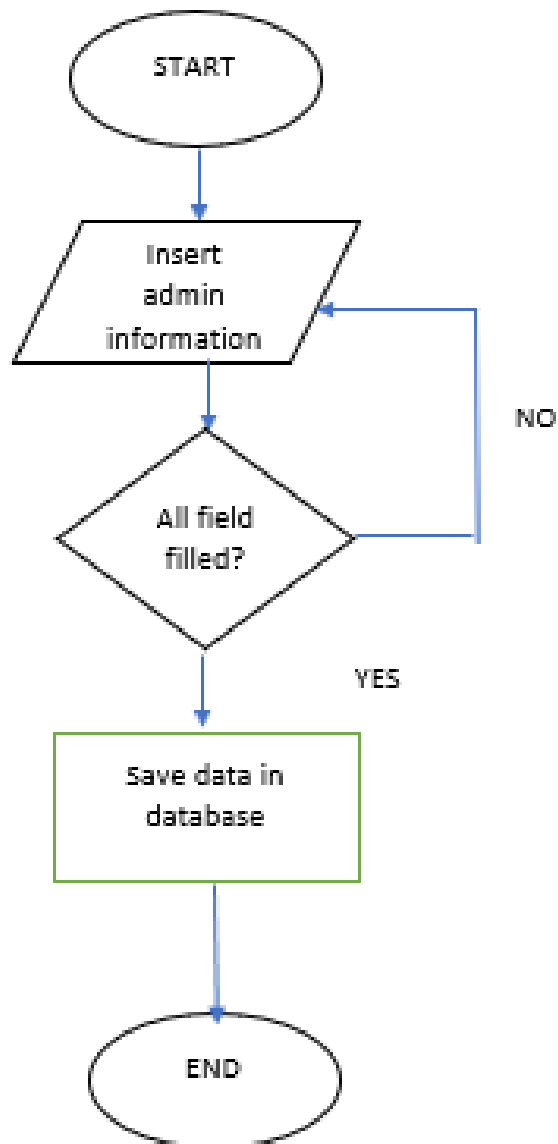 START
Insert
admin
information
NO
All field
filled?
YES
Save data in
database
END